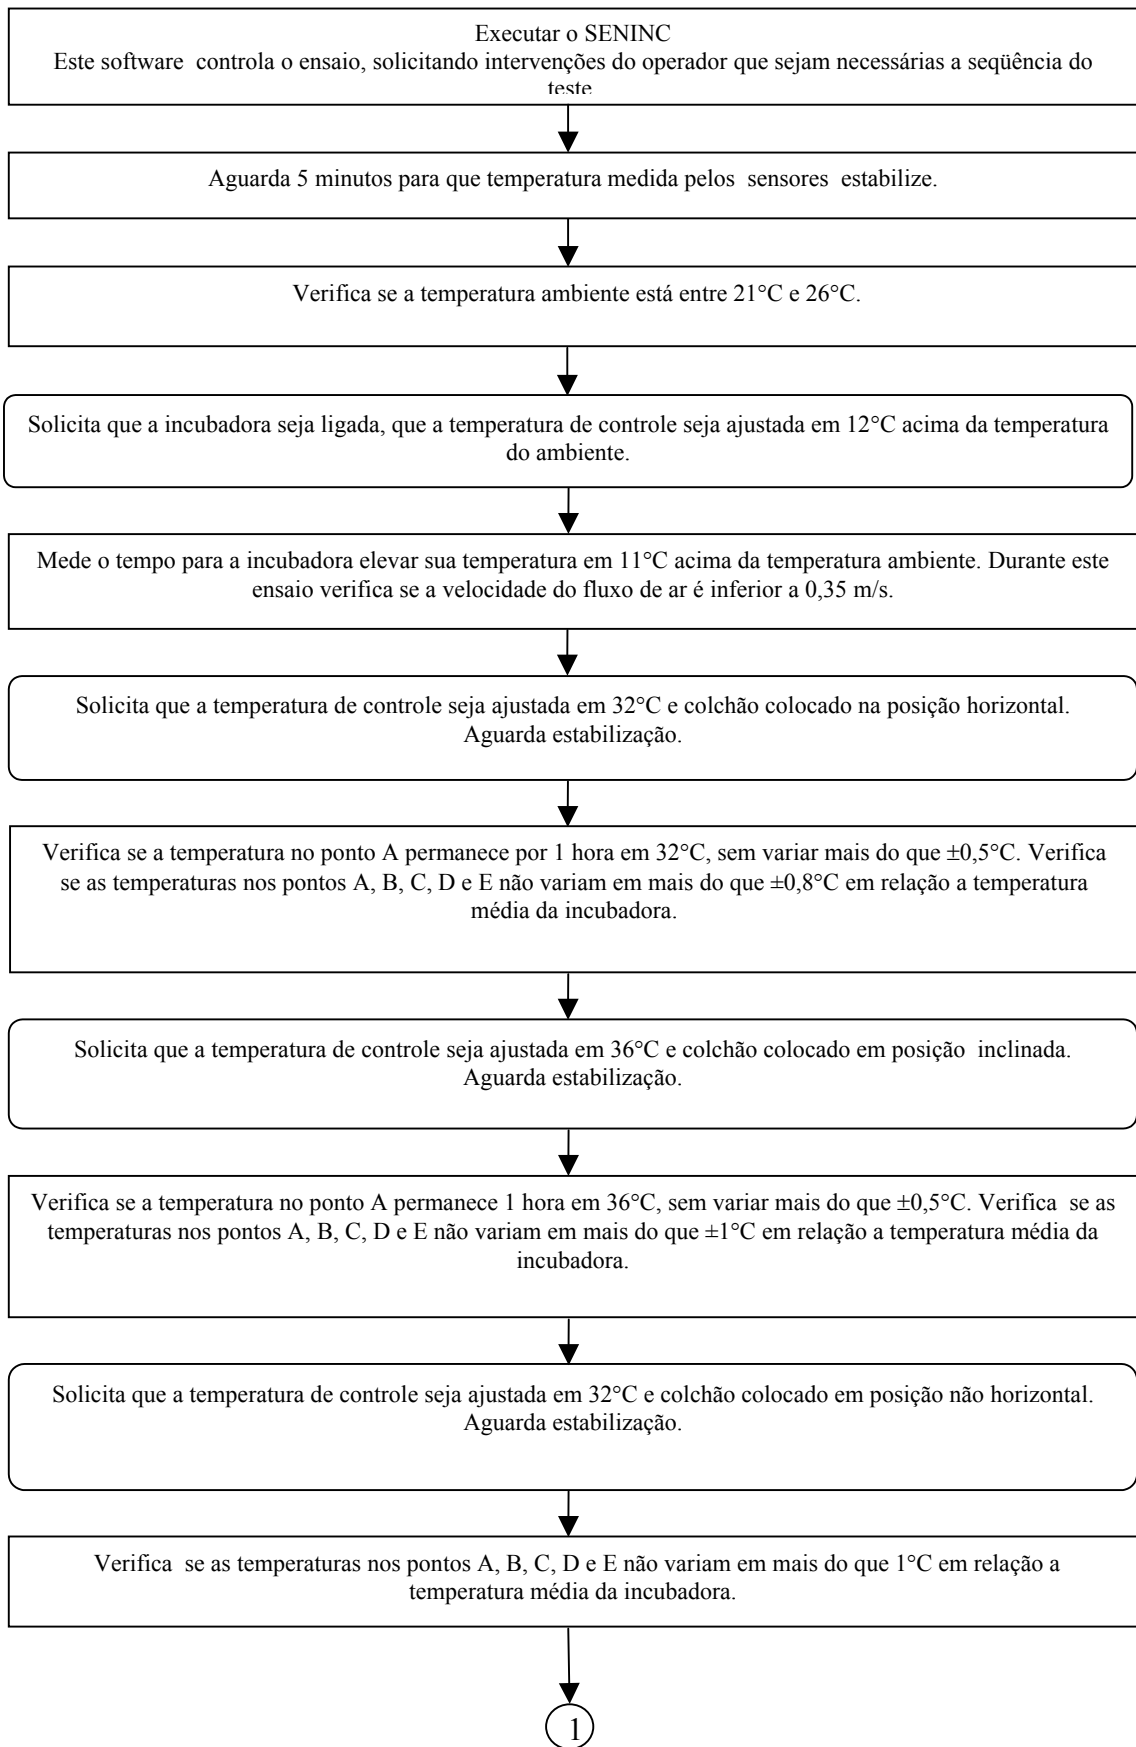 Executar o SENINC
Este software controla o ensaio, solicitando intervenções do operador que sejam necessárias a seqüência do
teste
Aguarda 5 minutos para que temperatura medida pelos sensores estabilize.
Verifica se a temperatura ambiente está entre 21°C e 26°C.
Solicita que a incubadora seja ligada, que a temperatura de controle seja ajustada em 12°C acima da temperatura
do ambiente.
Mede o tempo para a incubadora elevar sua temperatura em 11°C acima da temperatura ambiente. Durante este
ensaio verifica se a velocidade do fluxo de ar é inferior a 0,35 m/s.
Solicita que a temperatura de controle seja ajustada em 32°C e colchão colocado na posição horizontal.
Aguarda estabilização.
Verifica se a temperatura no ponto A permanece por 1 hora em 32°C, sem variar mais do que ±0,5°C. Verifica
se as temperaturas nos pontos A, B, C, D e E não variam em mais do que ±0,8°C em relação a temperatura
média da incubadora.
Solicita que a temperatura de controle seja ajustada em 36°C e colchão colocado em posição inclinada.
Aguarda estabilização.
Verifica se a temperatura no ponto A permanece 1 hora em 36°C, sem variar mais do que ±0,5°C. Verifica se as
temperaturas nos pontos A, B, C, D e E não variam em mais do que ±1°C em relação a temperatura média da
incubadora.
Solicita que a temperatura de controle seja ajustada em 32°C e colchão colocado em posição não horizontal.
Aguarda estabilização.
Verifica se as temperaturas nos pontos A, B, C, D e E não variam em mais do que 1°C em relação a
temperatura média da incubadora.
1